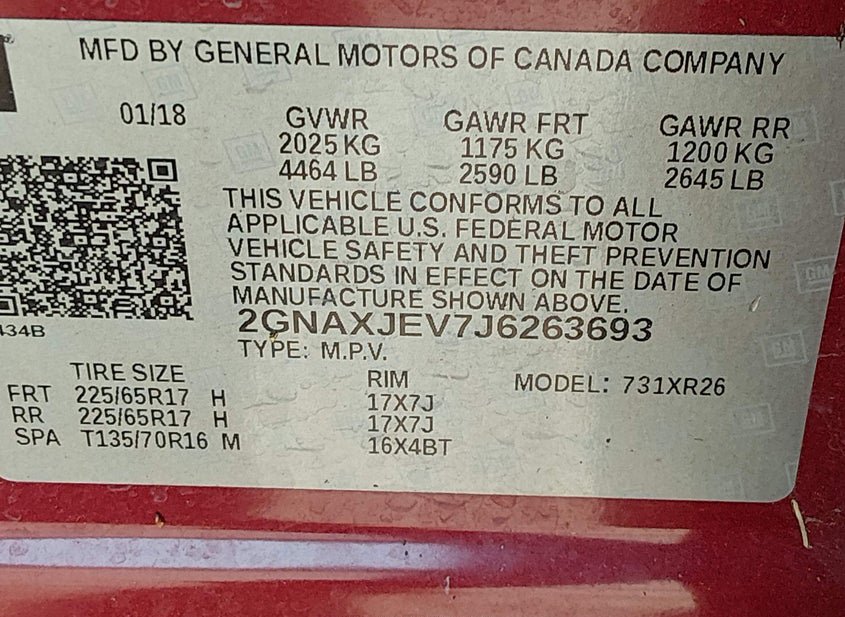 MFD BY GENERAL MOTORS OF CANADA COMPANY
01/18 GVWR GAWR FRT GAWR RR
2025 KG 1175 KG 1200 KG
4464 LB 2590 LB 2645 LB
THIS VEHICLE CONFORMS TO ALL
APPLICABLE U.S. FEDERAL MOTOR
VEHICLE SAFETY AND THEFT PREVENTION
STANDARDS IN EFFECT ON THE DATE OF
MANUFACTURE SHOWN ABOVE.
434B
2GNAXJEV7J6263693
TYPE: M.P.V.
TIRE SIZE RIM MODEL: 731XR26
FRT 225/65R17 H 17X7J
RR 225/65R17 H 17X7J
SPA T135/70R16 M 16X4BT